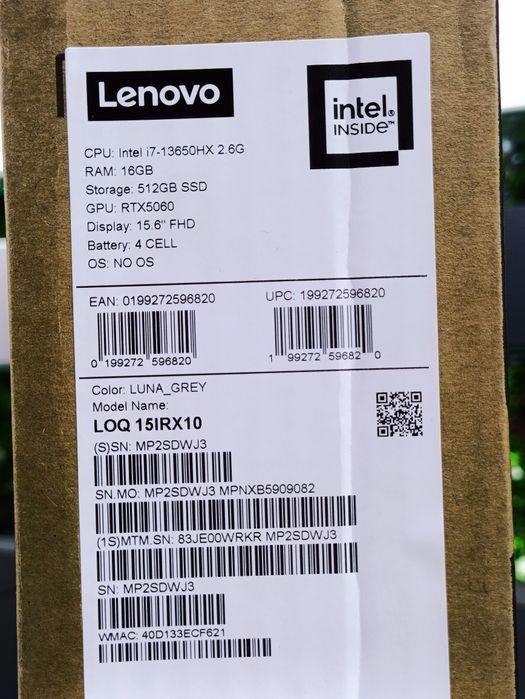 Lenovo
intel®
INSIDE™
CPU: Intel i7-13650HX 2.6G
RAM: 16GB
Storage: 512GB SSD
GPU: RTX5060
Display: 15.6" FHD
Battery: 4 CELL
OS: NO OS
EAN: 0199272596820
UPC: 199272596820
0 199272 596820
1 99272 59682 0
Color: LUNA_GREY
Model Name:
LOQ 15IRX10
(S)SN: MP2SDWJ3
SN.MO: MP2SDWJ3 MPNXB5909082
(1S)MTM.SN: 83JE00WRKR MP2SDWJ3
SN: MP2SDWJ3
WMAC: 40D133ECF621